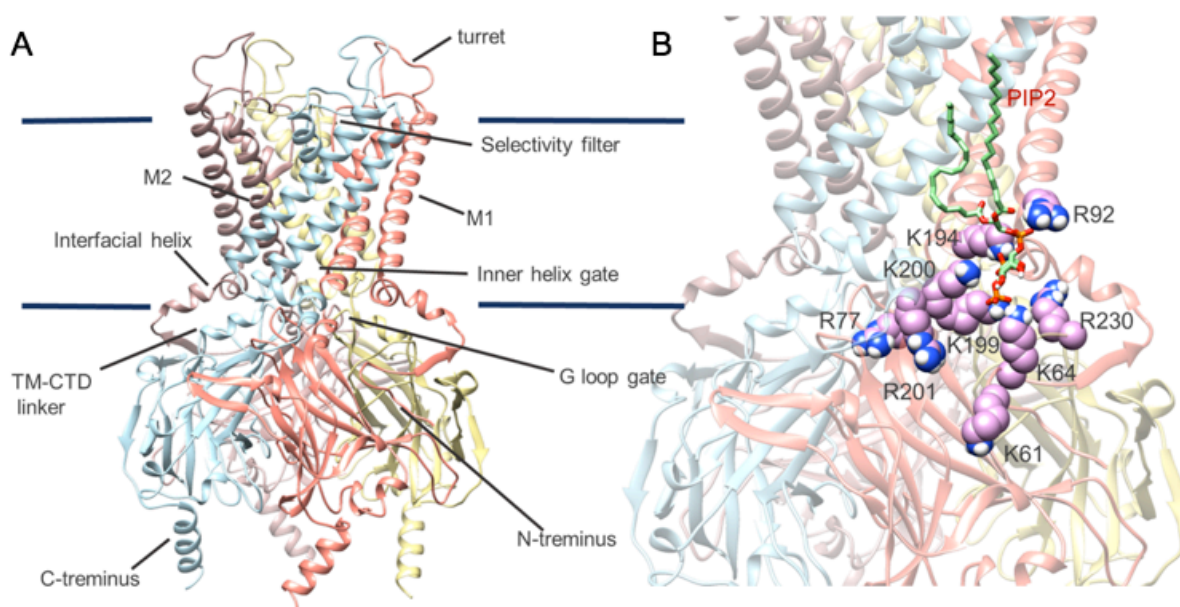 A
turret
Selectivity filter
M2
M1
Interfacial helix
Inner helix gate
TM-CTD
linker
G loop gate
N-treminus
C-treminus
B
PIP2
R92
K194
K200
R77
R230
K199
K64
R201
K61